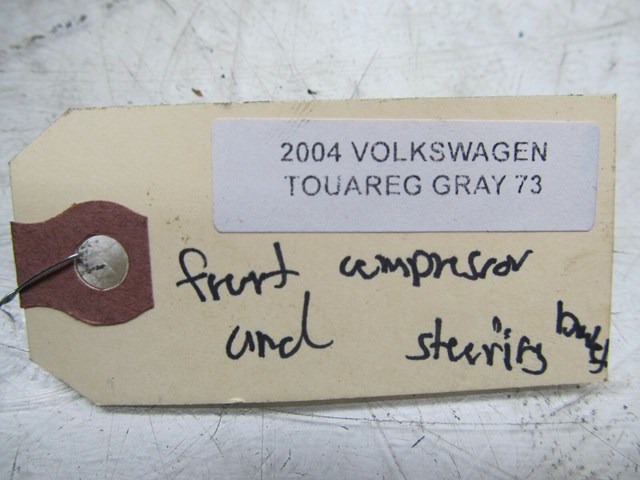 2004 VOLKSWAGEN
TOUAREG GRAY 73
front compressor
and steering